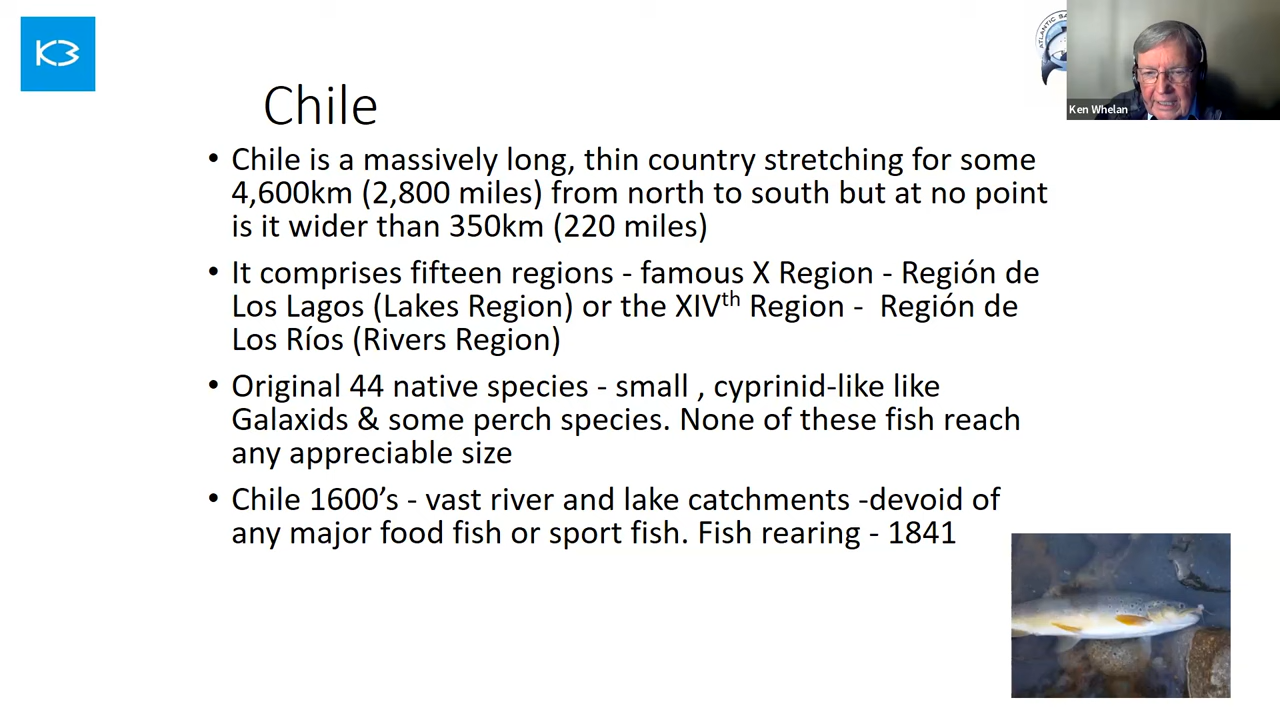 K3
ATLANTIC SA
Ken Whelan
Chile
• Chile is a massively long, thin country stretching for some
4,600km (2,800 miles) from north to south but at no point
is it wider than 350km (220 miles)
• It comprises fifteen regions - famous X Region - Región de
Los Lagos (Lakes Region) or the XIVth Region - Región de
Los Ríos (Rivers Region)
• Original 44 native species - small , cyprinid-like like
Galaxids & some perch species. None of these fish reach
any appreciable size
• Chile 1600’s - vast river and lake catchments -devoid of
any major food fish or sport fish. Fish rearing - 1841